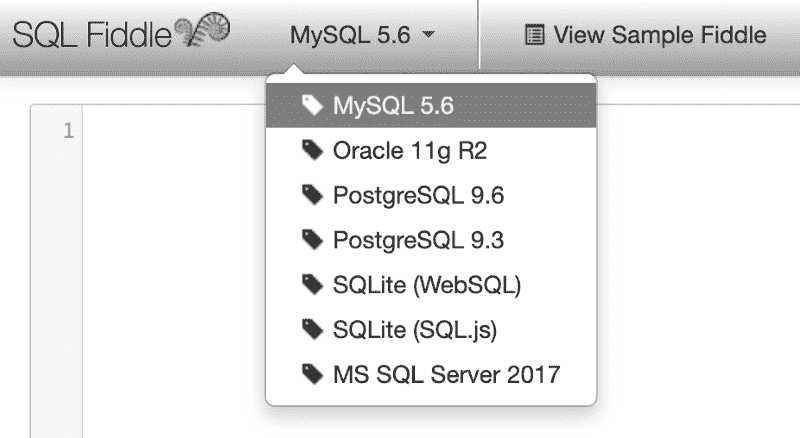 SQL Fiddle MySQL 5.6 View Sample Fiddle
MySQL 5.6
1
Oracle 11g R2
PostgreSQL 9.6
PostgreSQL 9.3
SQLite (WebSQL)
SQLite (SQL.js)
MS SQL Server 2017